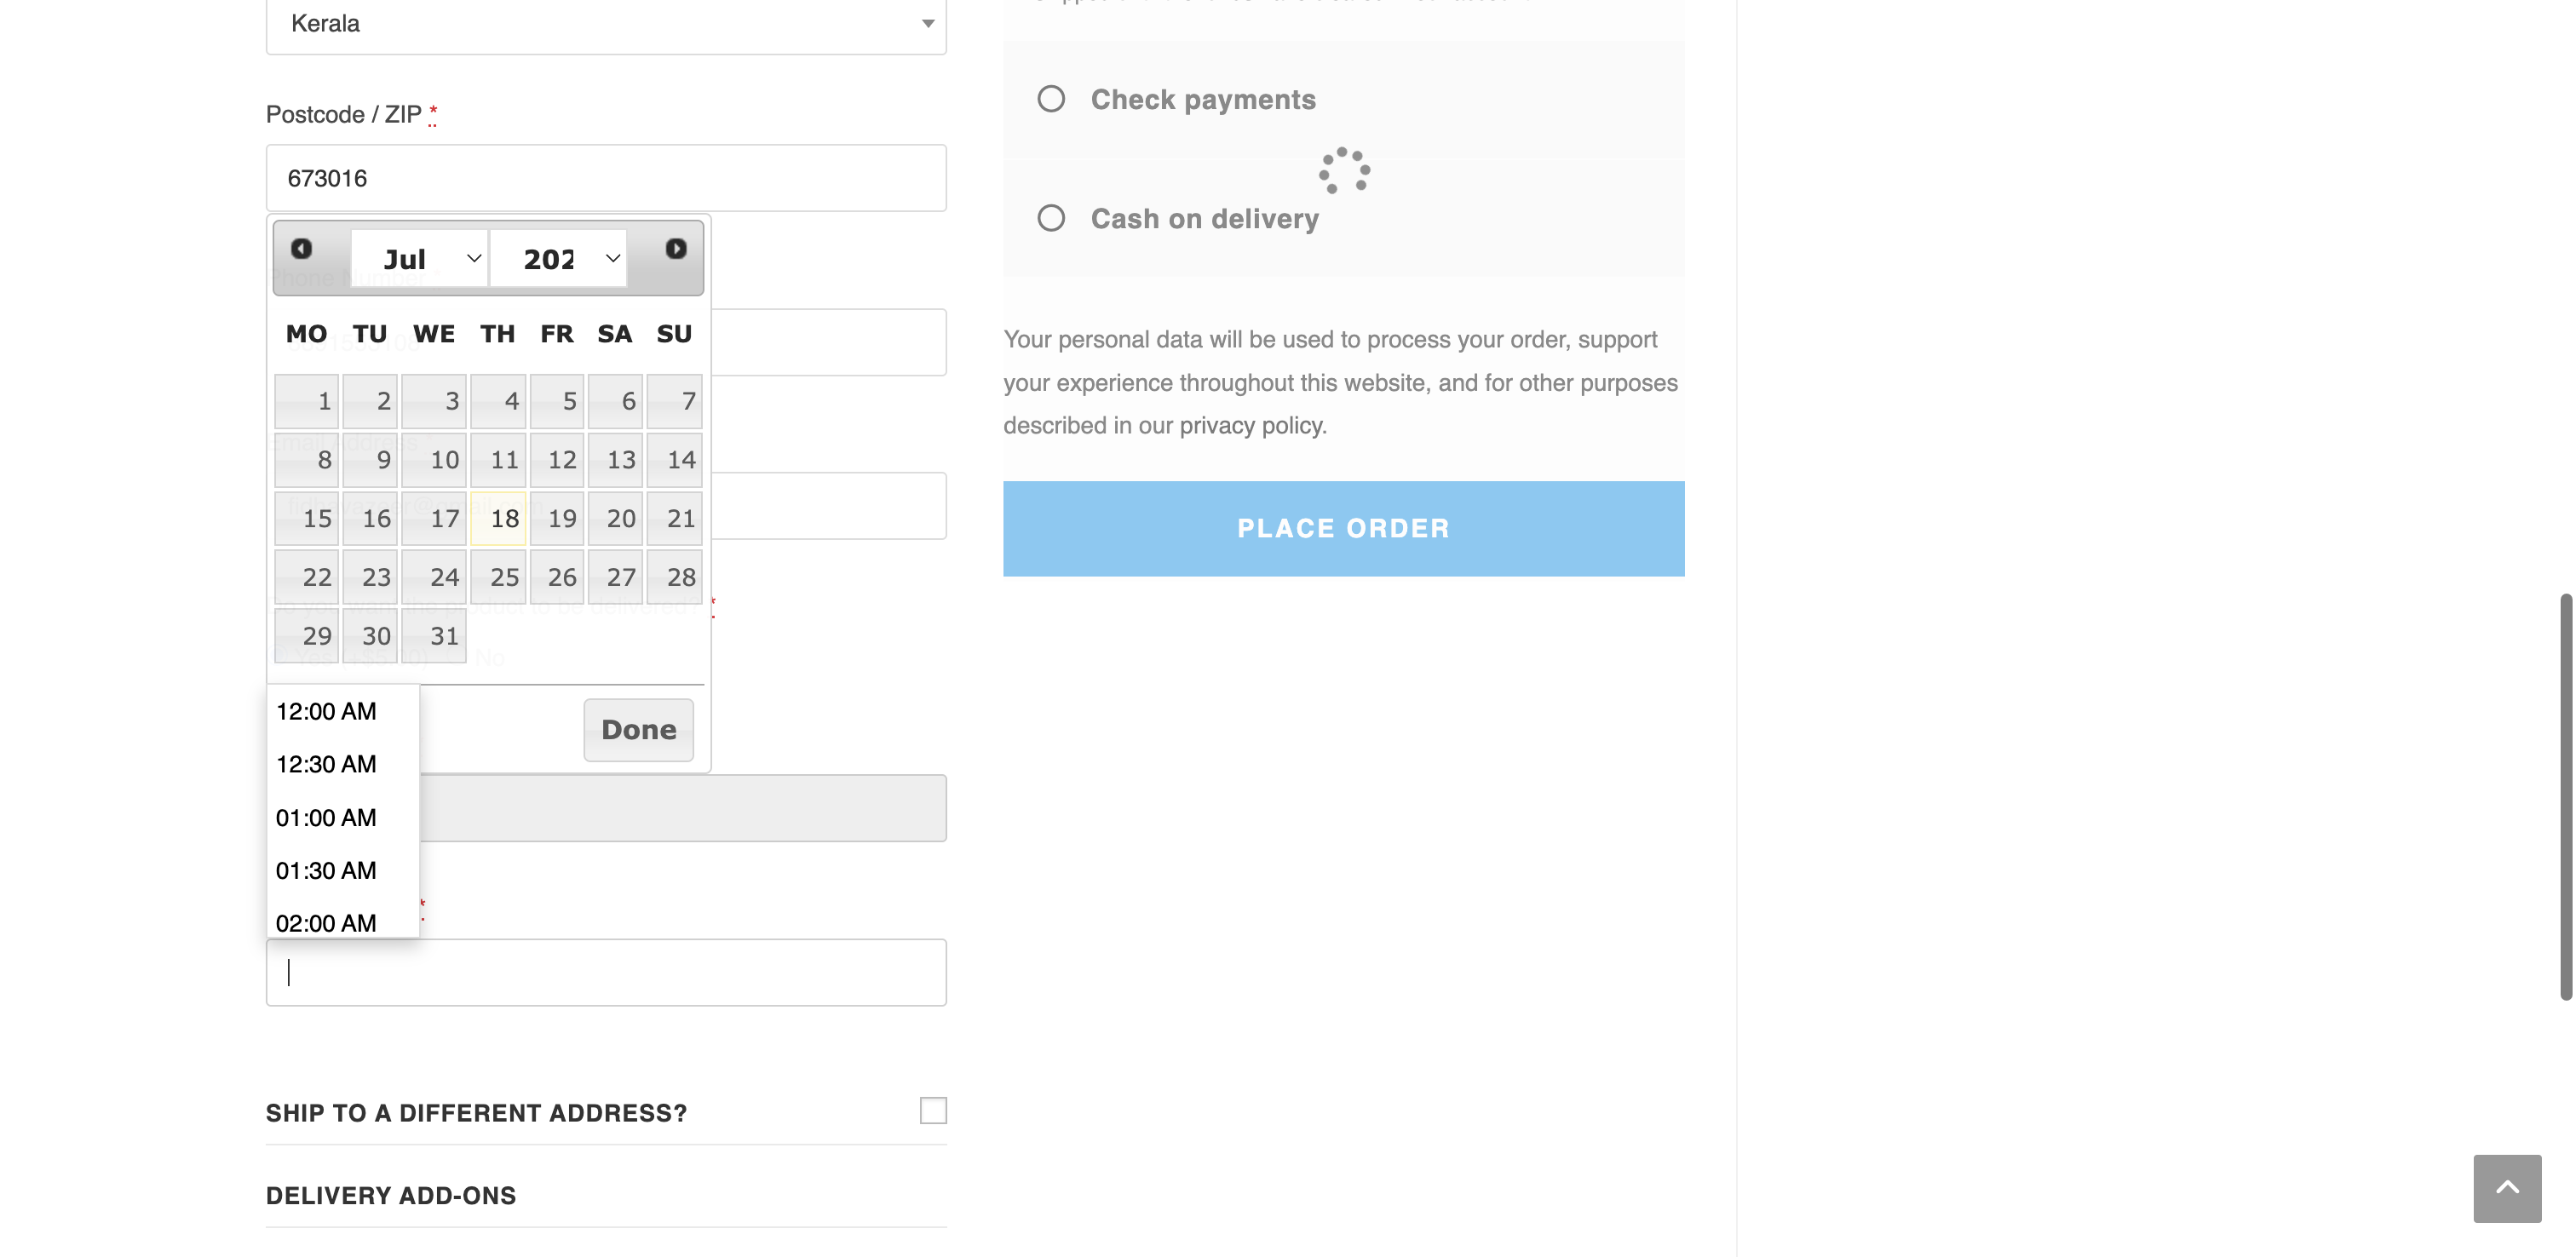 Kerala
Postcode / ZIP *
673016
Jul 202
MO TU WE TH FR SA SU
1 2 3 4 5 6 7
8 9 10 11 12 13 14
15 16 17 18 19 20 21
22 23 24 25 26 27 28
29 30 31
Done
*
12:00 AM
12:30 AM
01:00 AM
01:30 AM
02:00 AM
*
SHIP TO A DIFFERENT ADDRESS?
DELIVERY ADD-ONS
Check payments
Cash on delivery
Your personal data will be used to process your order, support
your experience throughout this website, and for other purposes
described in our privacy policy.
PLACE ORDER